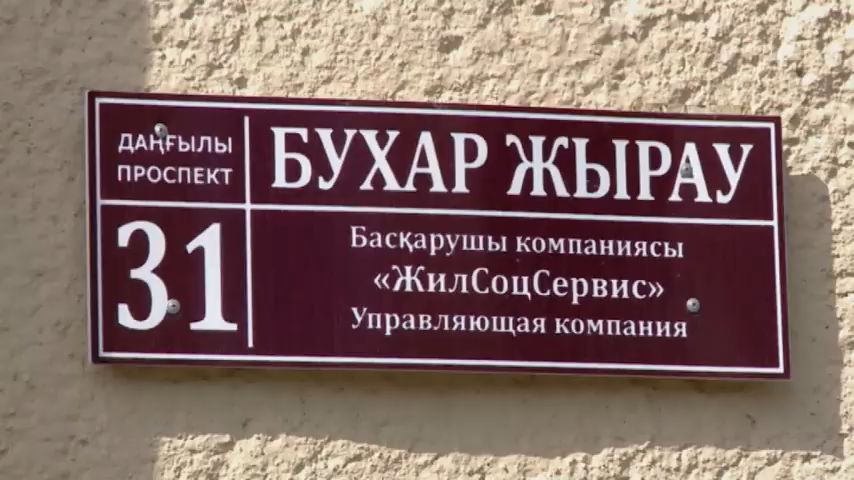 ДАҢҒЫЛЫ
ПРОСПЕКТ
БУХАР ЖЫРАУ
31
Басқарушы компаниясы
«ЖилСоцСервис»
Управляющая компания